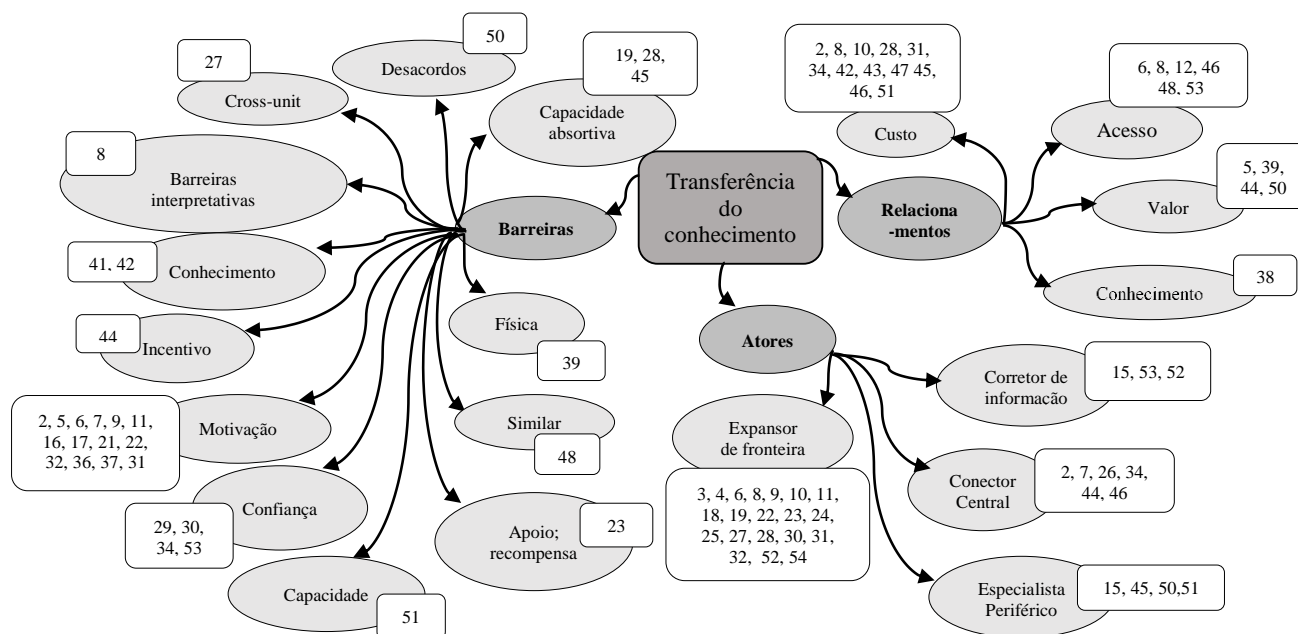 Transferência
do
conhecimento
Barreiras
50
Desacordos
27
Cross-unit
19, 28,
45
Capacidade
absortiva
8
Barreiras
interpretativas
41, 42
Conhecimento
44
Incentivo
2, 5, 6, 7, 9, 11,
16, 17, 21, 22,
32, 36, 37, 31
Motivação
29, 30,
34, 53
Confiança
Capacidade
51
Física
39
Similar
48
Apoio;
recompensa
23
Relaciona
-mentos
2, 8, 10, 28, 31,
34, 42, 43, 47 45,
46, 51
Custo
6, 8, 12, 46
48, 53
Acesso
5, 39,
44, 50
Valor
Conhecimento
38
Atores
Corretor de
informacão
15, 53, 52
Expansor
de fronteira
3, 4, 6, 8, 9, 10, 11,
18, 19, 22, 23, 24,
25, 27, 28, 30, 31,
32, 52, 54
Conector
Central
2, 7, 26, 34,
44, 46
Especialista
Periférico
15, 45, 50,51